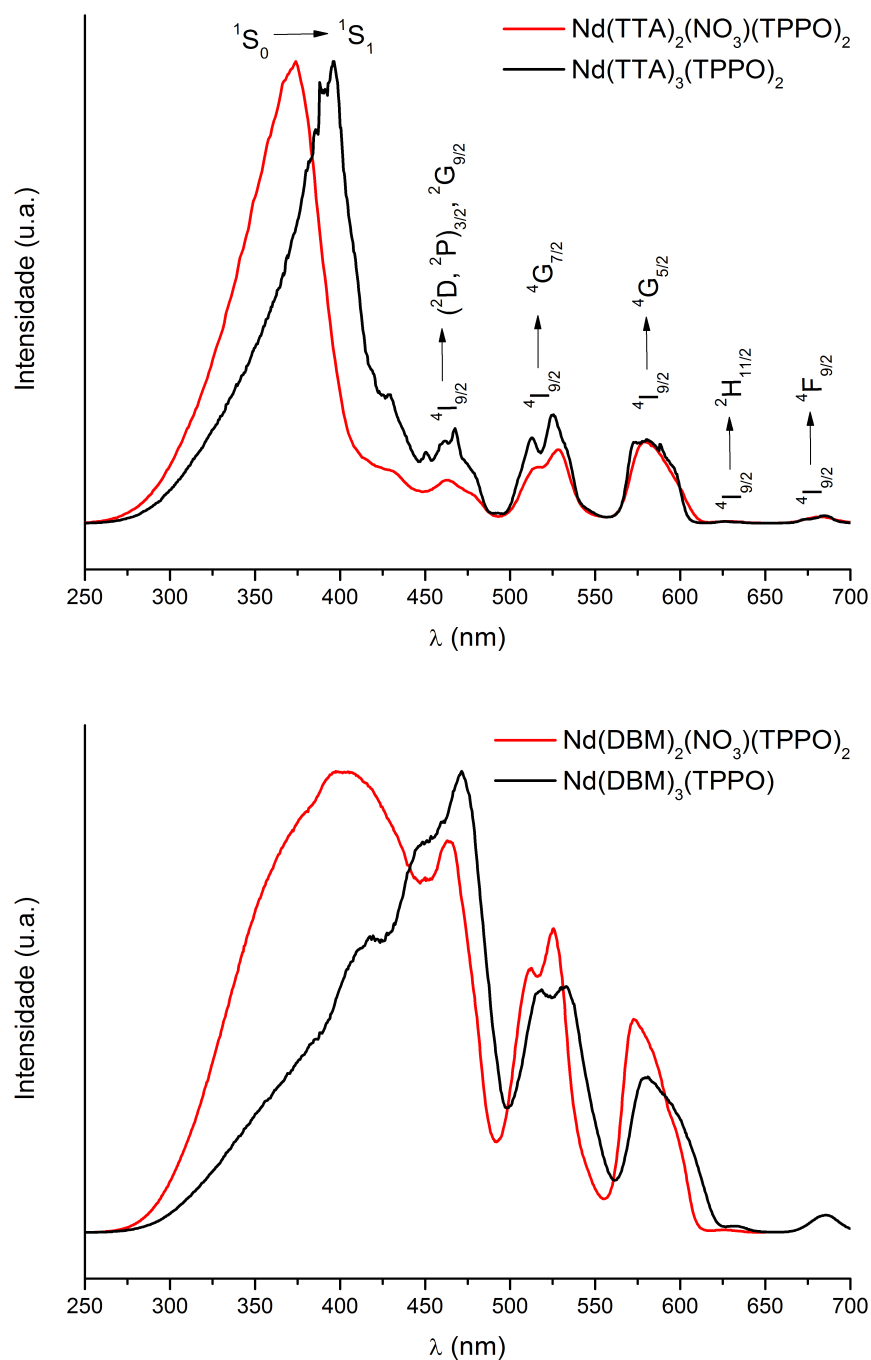 ¹S₀ → ¹S₁
Nd(TTA)₂(NO₃)(TPPO)₂
Nd(TTA)₃(TPPO)₂
Intensidade (u.a.)
⁴I₉/₂ → (²D, ²P)₃/₂, ²G₉/₂
⁴I₉/₂ → ⁴G₇/₂
⁴I₉/₂ → ⁴G₅/₂
⁴I₉/₂ → ²H₁₁/₂
⁴I₉/₂ → ⁴F₉/₂
250 300 350 400 450 500 550 600 650 700
λ (nm)
Nd(DBM)₂(NO₃)(TPPO)₂
Nd(DBM)₃(TPPO)
Intensidade (u.a.)
250 300 350 400 450 500 550 600 650 700
λ (nm)